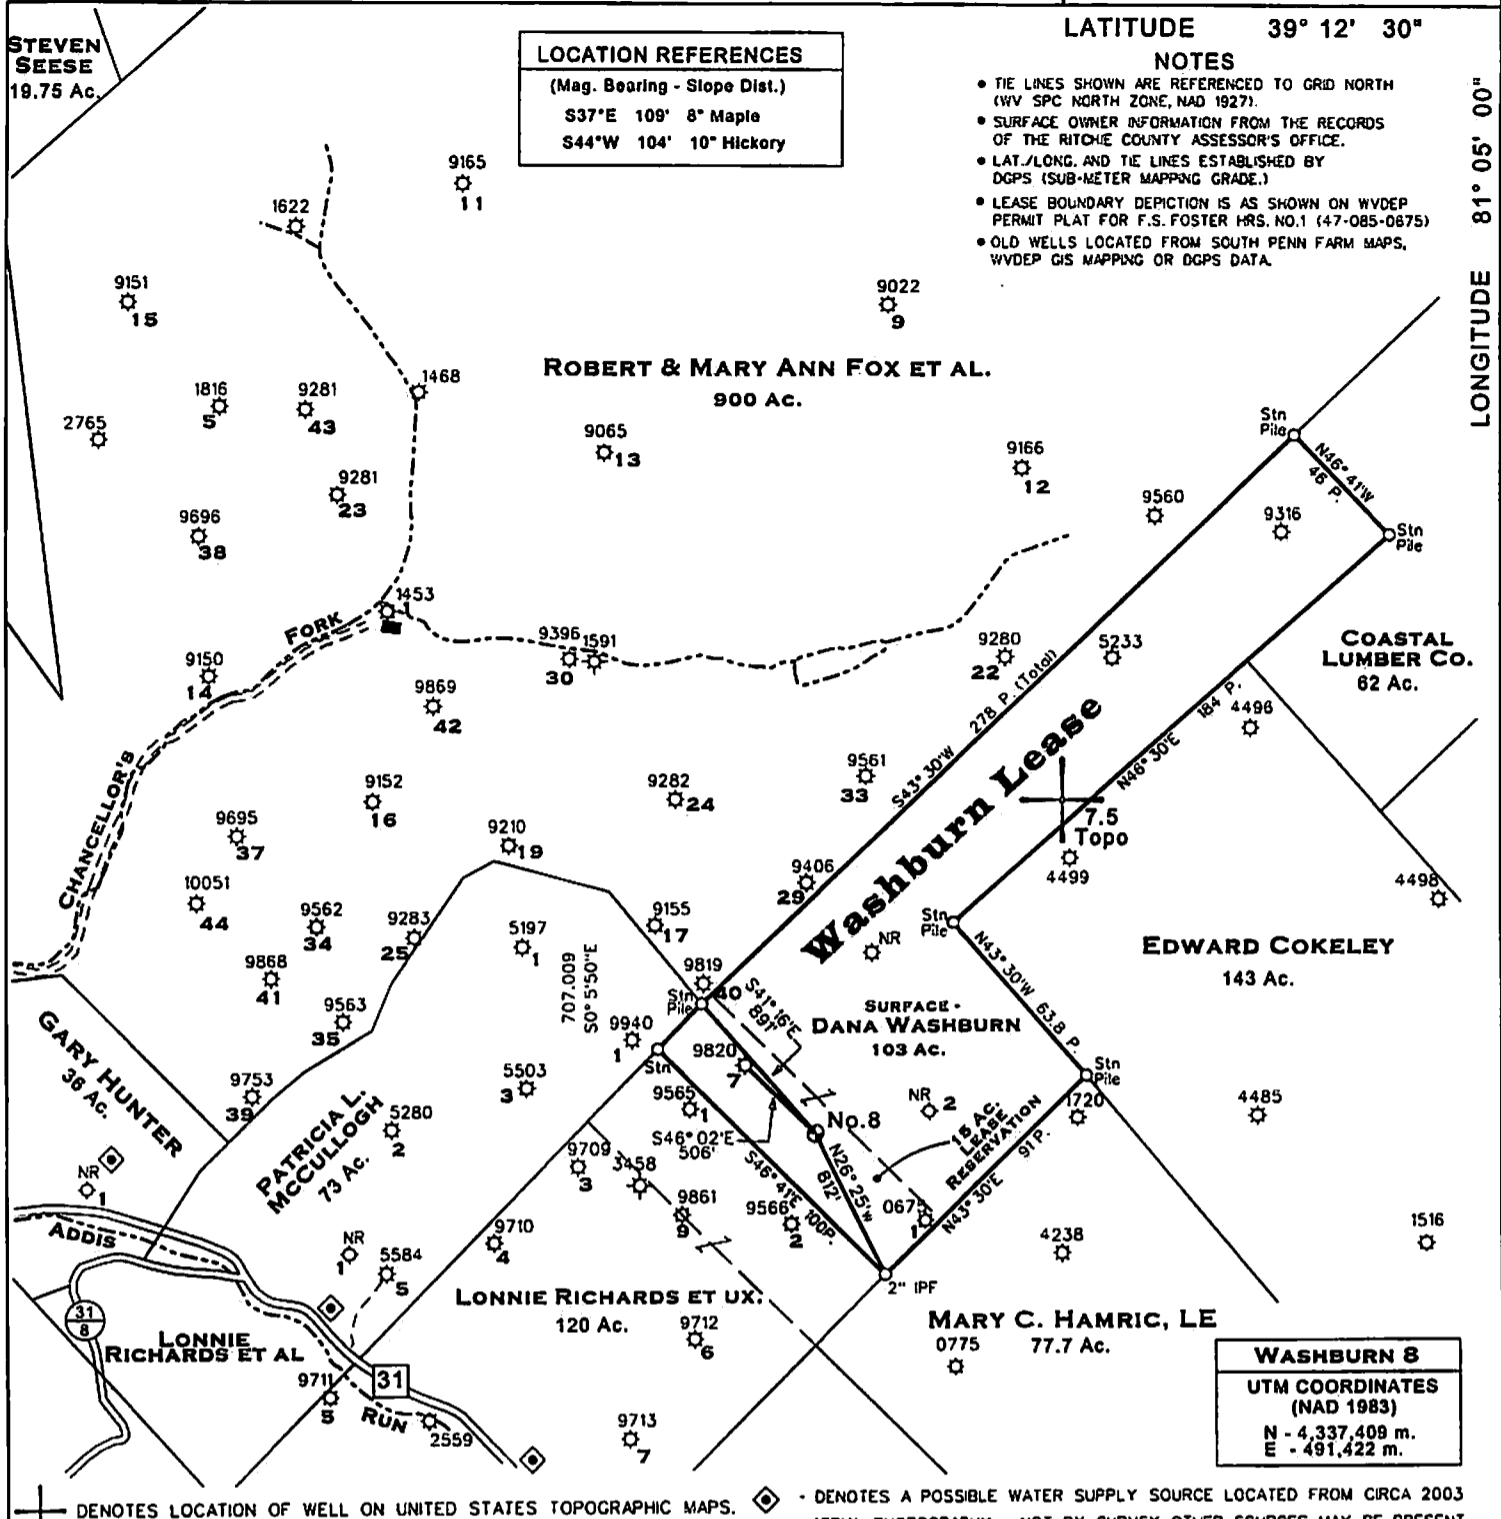 LATITUDE 39° 12' 30"
LONGITUDE 81° 05' 00"
STEVEN
SEESE
19.75 Ac.
LOCATION REFERENCES
(Mag. Bearing - Slope Dist.)
S37°E 109' 8" Maple
S44°W 104' 10" Hickory
NOTES
• TIE LINES SHOWN ARE REFERENCED TO GRID NORTH
(WV SPC NORTH ZONE, NAD 1927).
• SURFACE OWNER INFORMATION FROM THE RECORDS
OF THE RITCHIE COUNTY ASSESSOR'S OFFICE.
• LAT./LONG. AND TIE LINES ESTABLISHED BY
DGPS (SUB-METER MAPPING GRADE.)
• LEASE BOUNDARY DEPICTION IS AS SHOWN ON WVDEP
PERMIT PLAT FOR F.S. FOSTER HRS. NO.1 (47-085-0675)
• OLD WELLS LOCATED FROM SOUTH PENN FARM MAPS,
WVDEP GIS MAPPING OR DGPS DATA.
9165
11
1622
9151
15
9022
9
ROBERT & MARY ANN FOX ET AL.
900 Ac.
1468
1816
5
9281
43
2765
9065
13
9166
12
Stn
Pile
N46° 41'W
46 P.
9281
23
9560
9316
9696
38
Stn
Pile
1453
1
FORK
CHANCELLOR'S
9396
30
1591
9280
22
5233
COASTAL
LUMBER CO.
62 Ac.
9150
14
9869
42
S43° 30'W 278 P. (Total)
184 P.
N46° 30'E
4496
Washburn Lease
9561
33
9152
16
9282
24
7.5
Topo
9695
37
9210
19
4499
9406
29
10051
44
4498
9562
34
9283
25
5197
1
9155
17
Stn
Pile
NR
EDWARD COKELEY
143 Ac.
9868
41
707.009
S0° 5'50"E
9819
40
Stn
Pile
S41° 16'E
891'
N43° 30'W 63.8 P.
SURFACE -
DANA WASHBURN
103 Ac.
9563
35
9940
1
Stn
9820
7
Stn
Pile
GARY HUNTER
36 Ac.
9753
39
5503
3
9565
1
NR
2
1720
4485
PATRICIA L.
MCCULLOGH
73 Ac.
5280
2
S46° 02'E
506'
No.8
15 AC.
LEASE
RESERVATION
91 P.
N43° 30'E
NR
1
9709
3
3458
S46° 41'E 100P.
N26° 25'W
812'
9861
9
9566
2
0675
1
ADDIS
NR
1
9710
4
4238
1516
5584
5
2" IPF
LONNIE RICHARDS ET UX.
120 Ac.
MARY C. HAMRIC, LE
77.7 Ac.
31
8
LONNIE
RICHARDS ET AL
9712
6
0775
31
9711
5
RUN
2559
9713
7
WASHBURN 8
UTM COORDINATES
(NAD 1983)
N - 4,337,409 m.
E - 491,422 m.
DENOTES LOCATION OF WELL ON UNITED STATES TOPOGRAPHIC MAPS.
- DENOTES A POSSIBLE WATER SUPPLY SOURCE LOCATED FROM CIRCA 2003